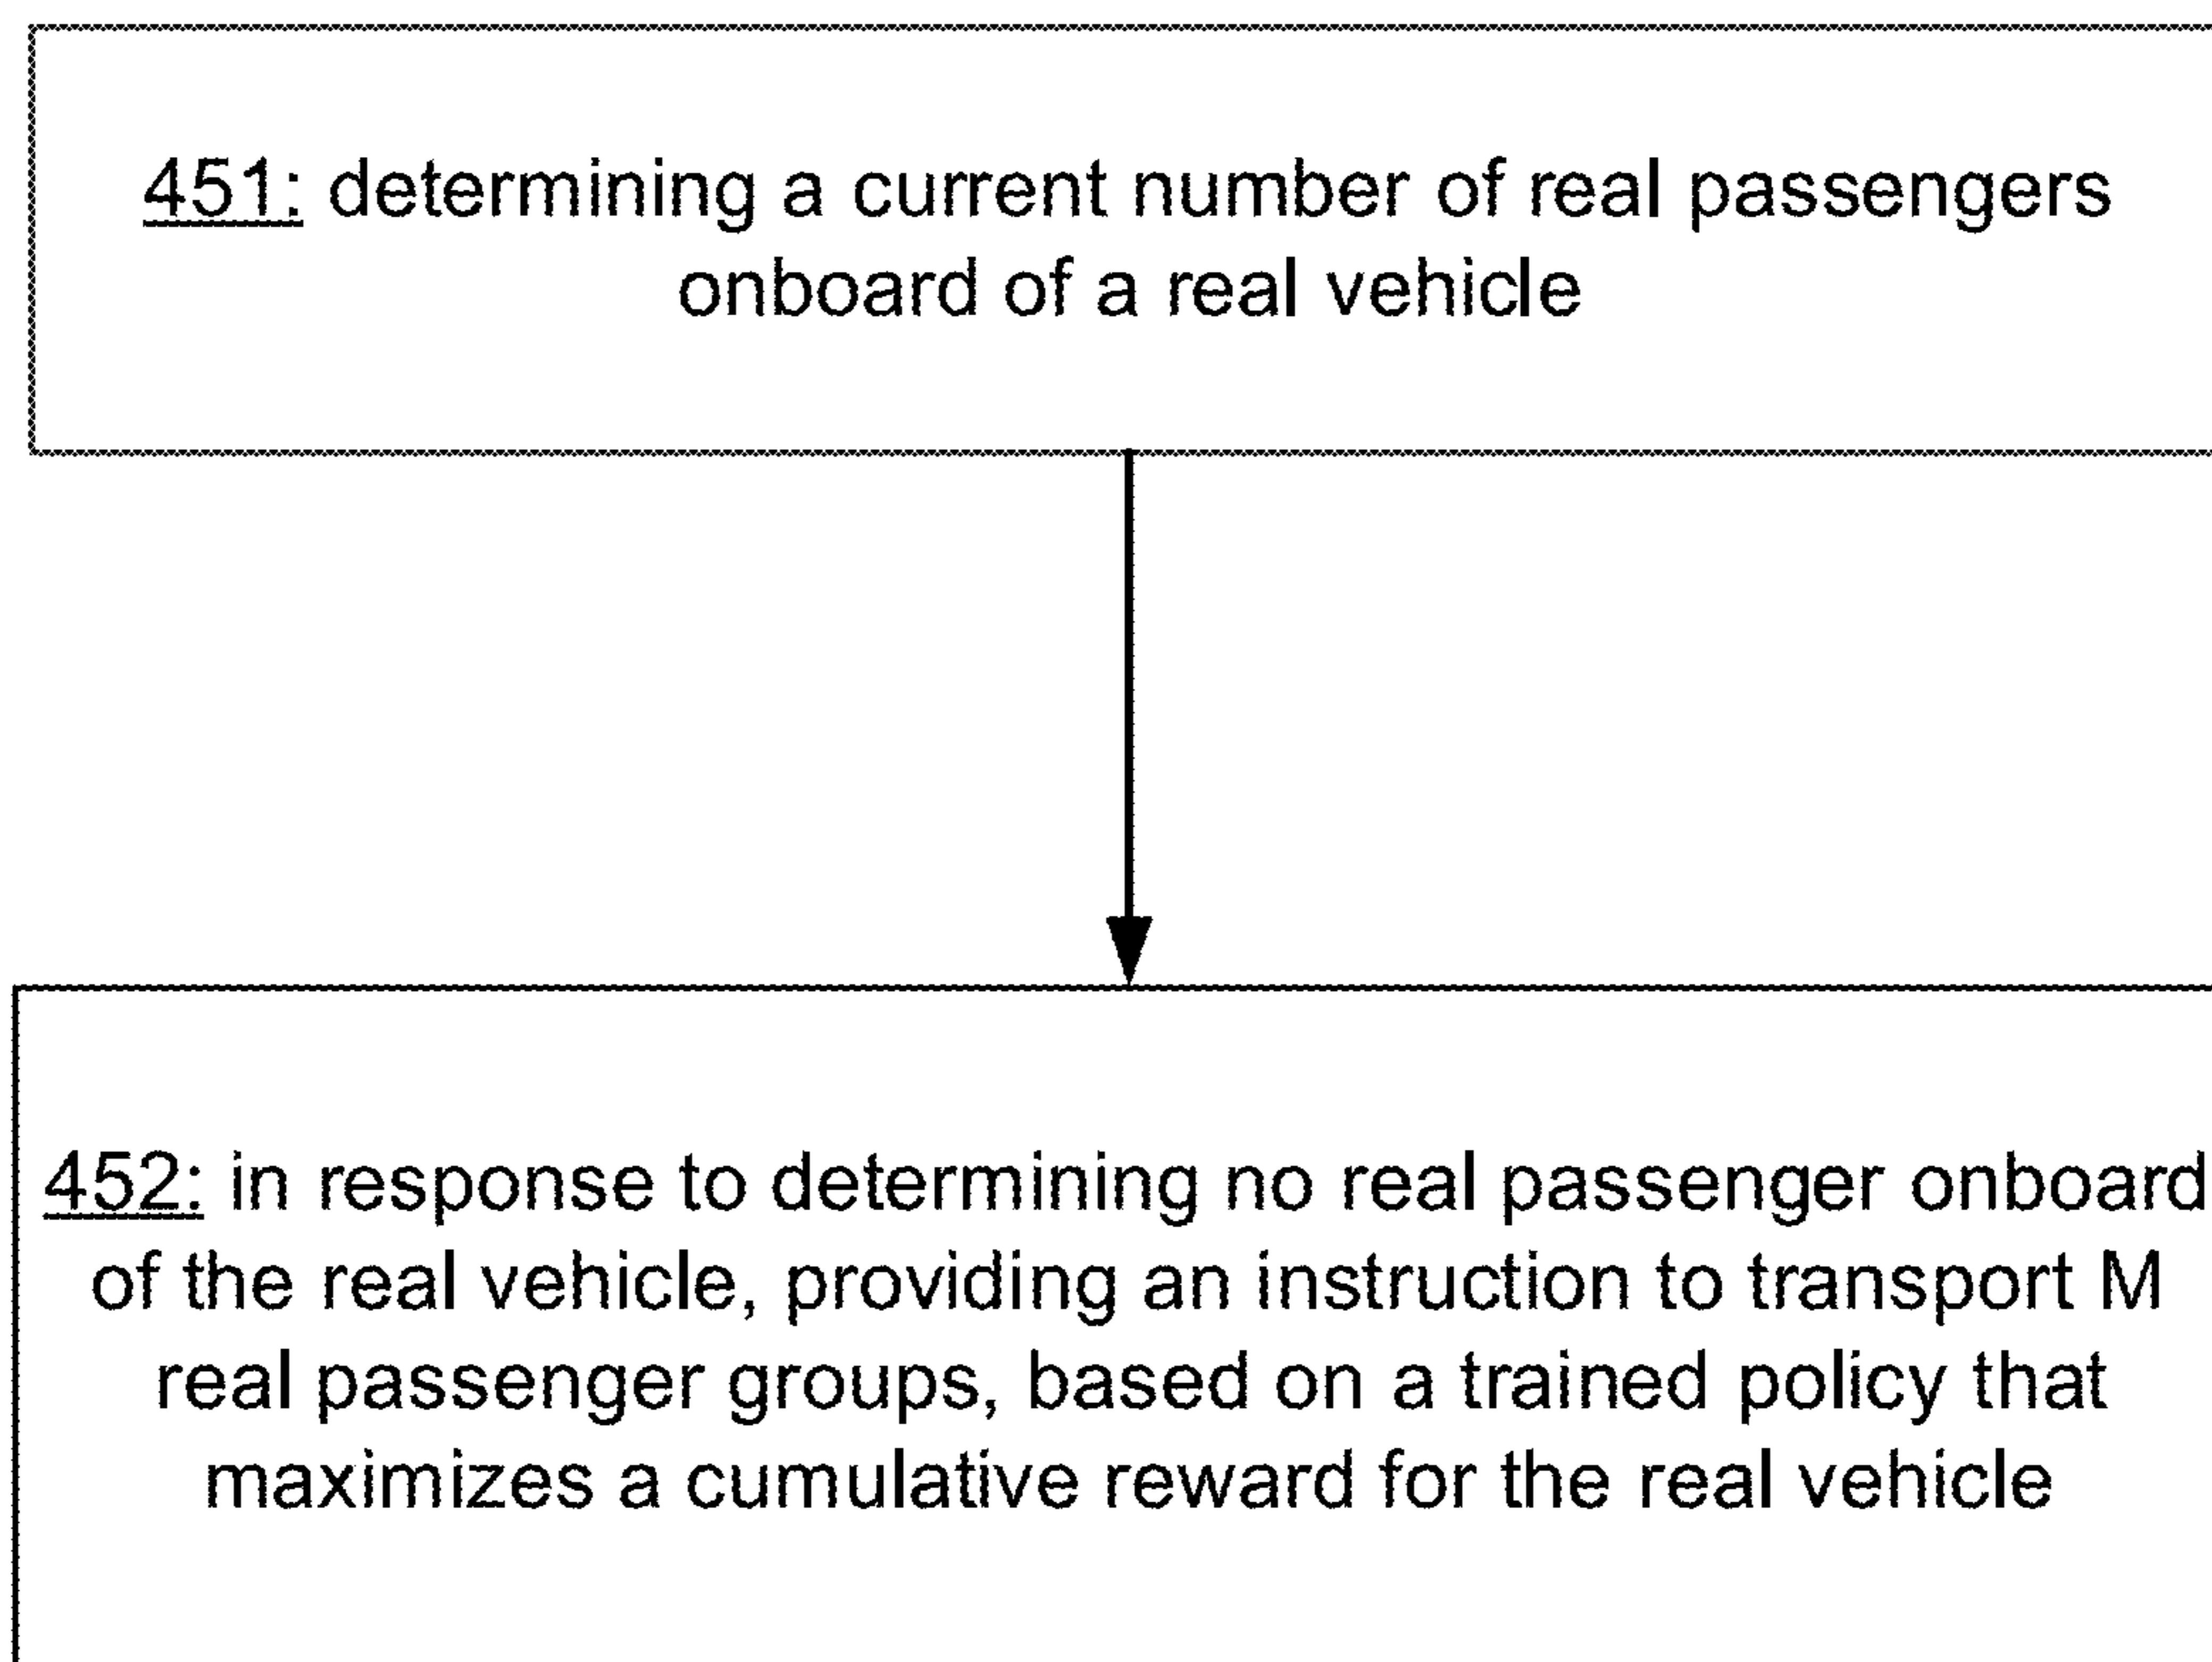 451: determining a current number of real passengers
onboard of a real vehicle
452: in response to determining no real passenger onboard
of the real vehicle, providing an instruction to transport M
real passenger groups, based on a trained policy that
maximizes a cumulative reward for the real vehicle